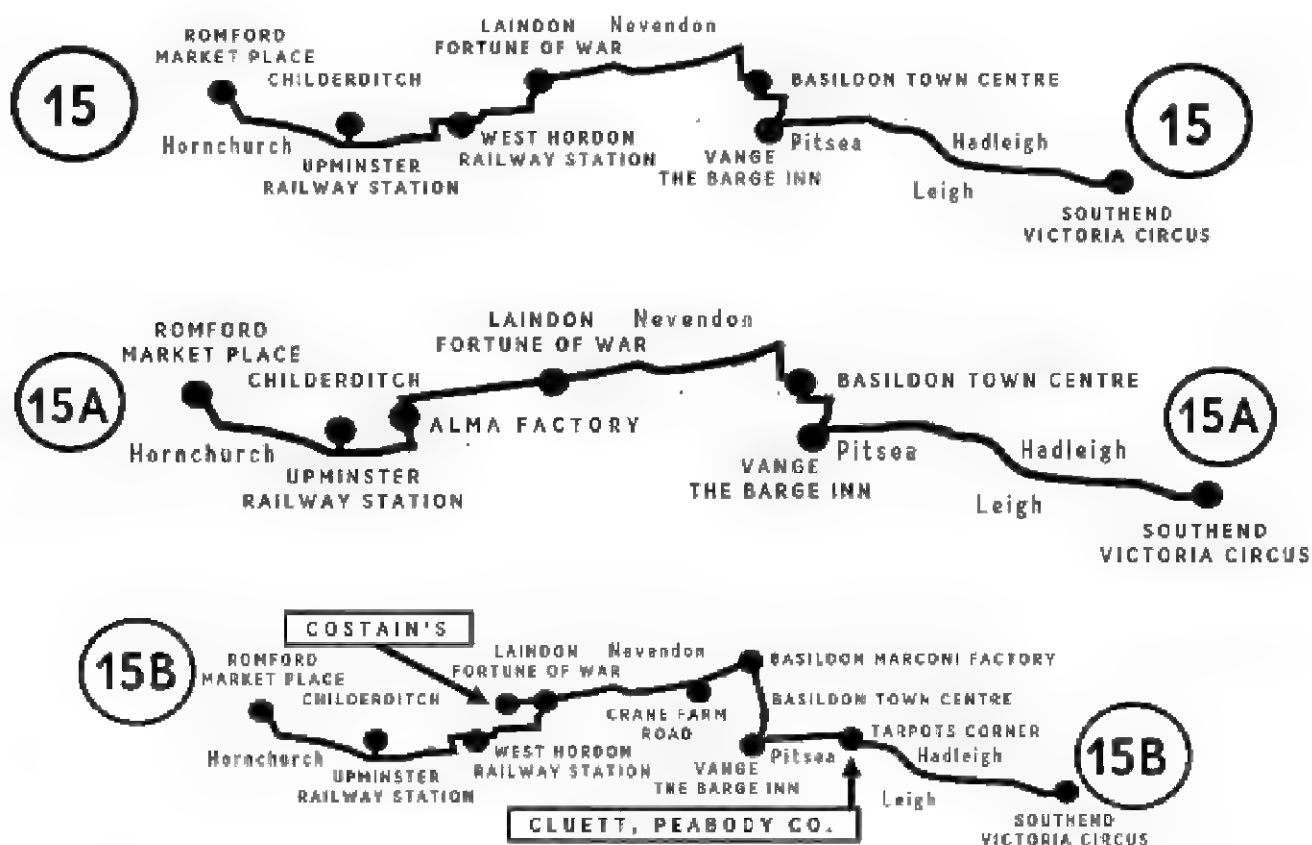 15
ROMFORD
MARKET PLACE
CHILDERDITCH
Hornchurch
UPMINSTER
RAILWAY STATION
LAINDON Nevendon
FORTUNE OF WAR
WEST HORDON
RAILWAY STATION
BASILDON TOWN CENTRE
VANGE
THE BARGE INN
Pitsea
Hadleigh
Leigh
SOUTHEND
VICTORIA CIRCUS
15
15A
ROMFORD
MARKET PLACE
CHILDERDITCH
Hornchurch
UPMINSTER
RAILWAY STATION
ALMA FACTORY
LAINDON Nevendon
FORTUNE OF WAR
BASILDON TOWN CENTRE
VANGE
THE BARGE INN
Pitsea
Hadleigh
Leigh
SOUTHEND
VICTORIA CIRCUS
15A
15B
COSTAIN'S
ROMFORD
MARKET PLACE
CHILDERDITCH
Hornchurch
UPMINSTER
RAILWAY STATION
LAINDON Nevendon
FORTUNE OF WAR
WEST HORDON
RAILWAY STATION
CRANE FARM
ROAD
BASILDON MARCONI FACTORY
BASILDON TOWN CENTRE
TARPOTS CORNER
VANGE
THE BARGE INN
Pitsea
Hadleigh
Leigh
CLUETT, PEABODY CO.
SOUTHEND
VICTORIA CIRCUS
15B